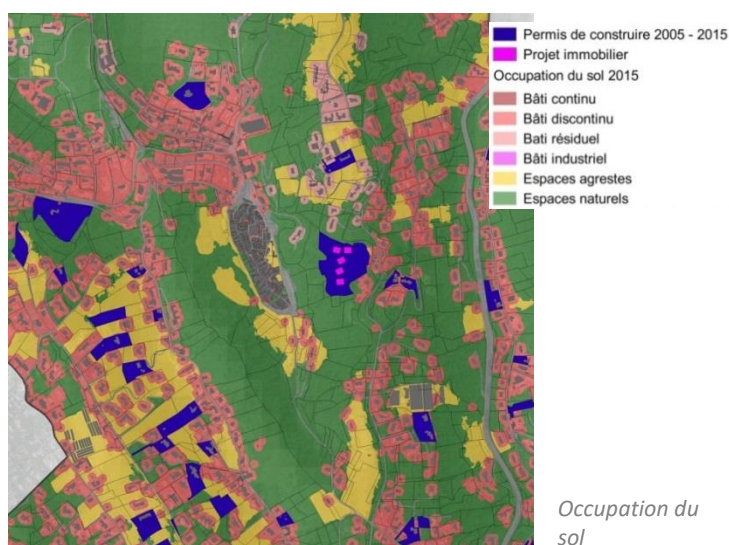 Permis de construire 2005 - 2015
Projet immobilier
Occupation du sol 2015
Bâti continu
Bâti discontinu
Bati résiduel
Bâti industriel
Espaces agrestes
Espaces naturels
Occupation du
sol